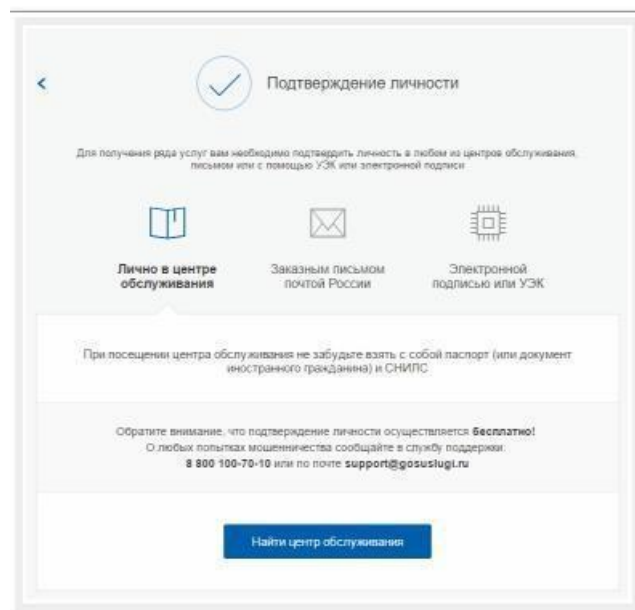 Подтверждение личности
Для получения ряда услуг вам необходимо подтвердить личность в любом из центров обслуживания,
письмом или с помощью УЭК или электронной подписи
Лично в центре
обслуживания
Заказным письмом
почтой России
Электронной
подписью или УЭК
При посещении центра обслуживания не забудьте взять с собой паспорт (или документ
иностранного гражданина) и СНИЛС
Обратите внимание, что подтверждение личности осуществляется бесплатно!
О любых попытках мошенничества сообщайте в службу поддержки:
8 800 100-70-10 или по почте support@gosuslugi.ru
Найти центр обслуживания